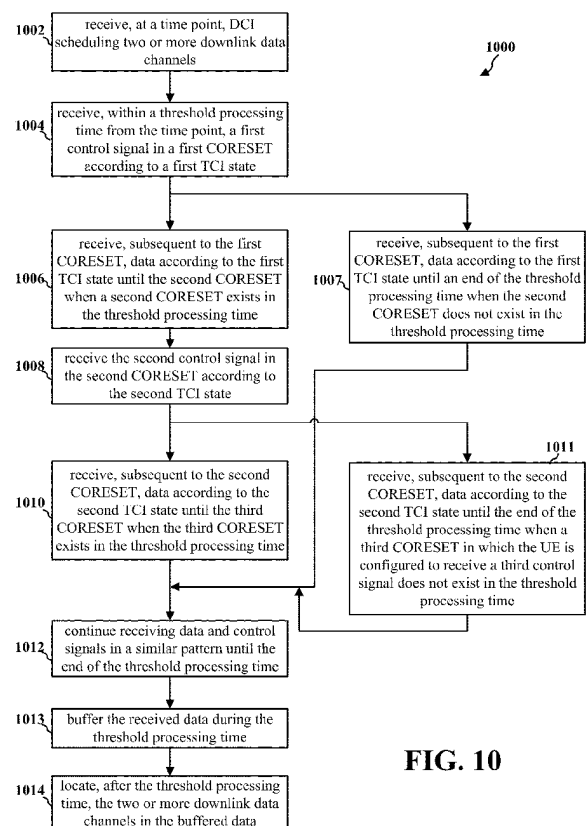 1002
receive, at a time point, DCI
scheduling two or more downlink data
channels
1000
1004
receive, within a threshold processing
time from the time point, a first
control signal in a first CORESET
according to a first TCI state
1006
receive, subsequent to the first
CORESET, data according to the first
TCI state until the second CORESET
when a second CORESET exists in
the threshold processing time
1007
receive, subsequent to the first
CORESET, data according to the first
TCI state until an end of the threshold
processing time when the second
CORESET does not exist in the
threshold processing time
1008
receive the second control signal in
the second CORESET according to
the second TCI state
1010
receive, subsequent to the second
CORESET, data according to the
second TCI state until the third
CORESET when the third CORESET
exists in the threshold processing time
1011
receive, subsequent to the second
CORESET, data according to the
second TCI state until the end of the
threshold processing time when a
third CORESET in which the UE is
configured to receive a third control
signal does not exist in the threshold
processing time
1012
continue receiving data and control
signals in a similar pattern until the
end of the threshold processing time
1013
buffer the received data during the
threshold processing time
1014
locate, after the threshold processing
time, the two or more downlink data
channels in the buffered data
FIG. 10